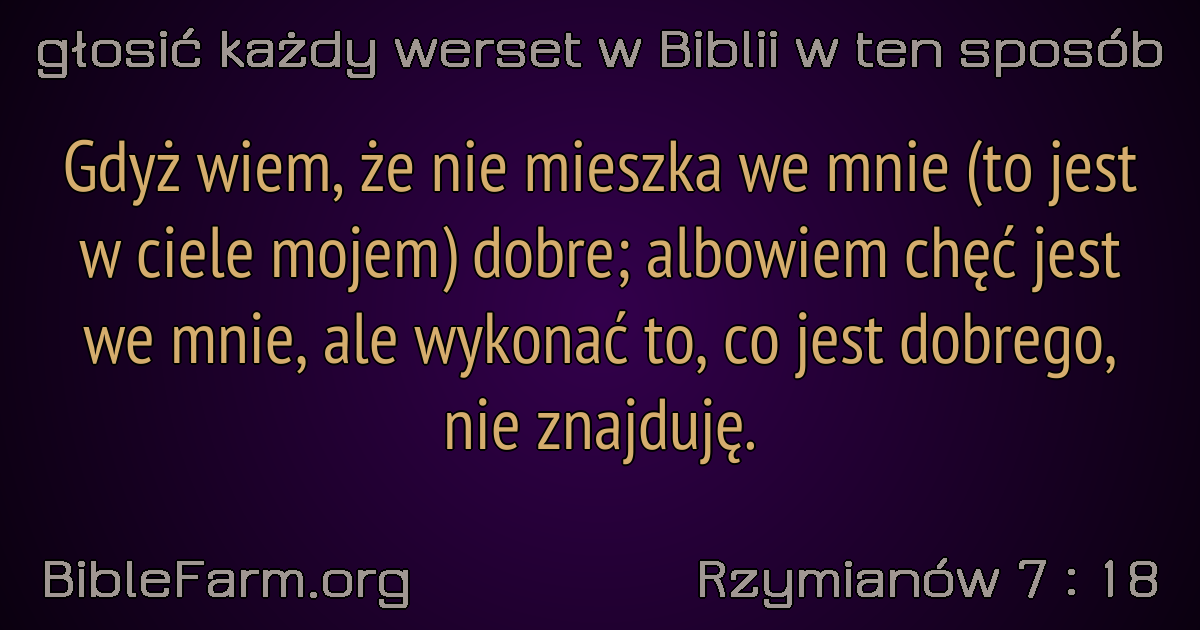 głosić każdy werset w Biblii w ten sposób
Gdyż wiem, że nie mieszka we mnie (to jest
w ciele mojem) dobre; albowiem chęć jest
we mnie, ale wykonać to, co jest dobrego,
nie znajduję.
BibleFarm.org
Rzymianów 7 : 18